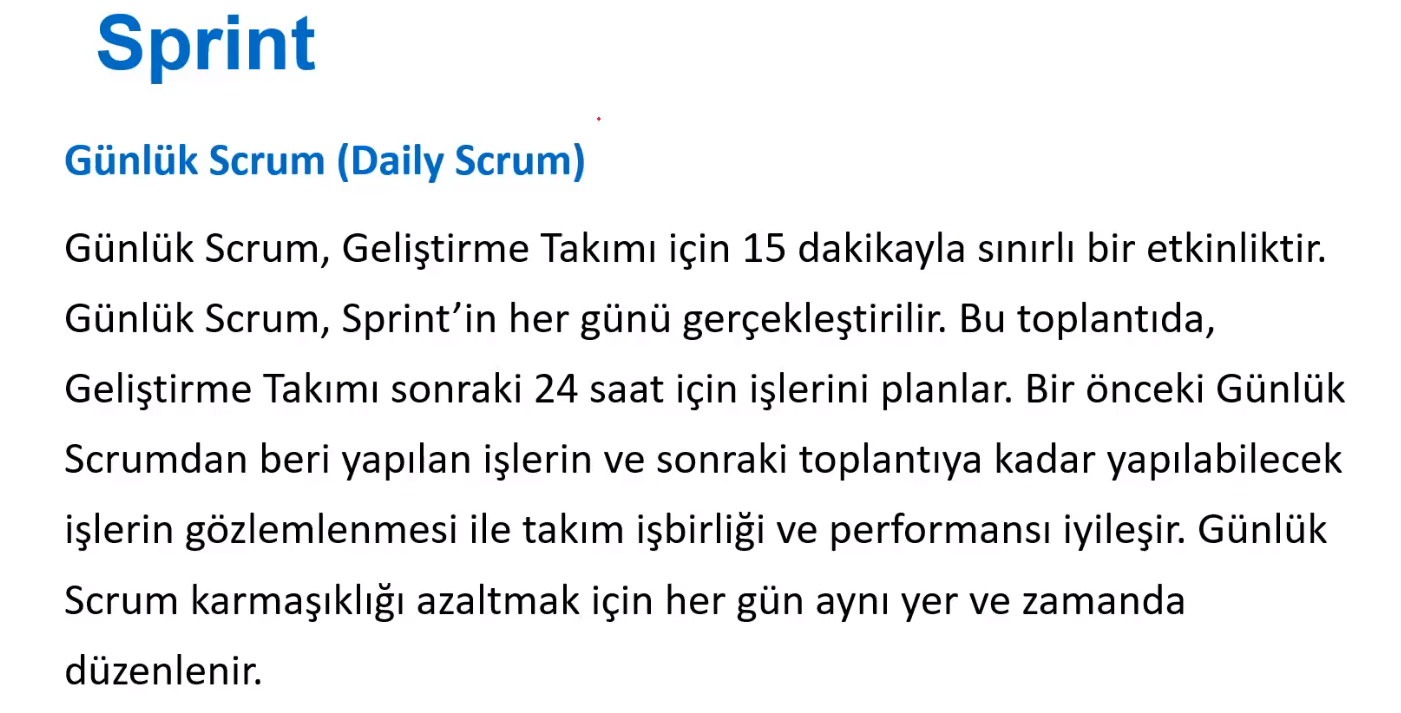 Sprint
Günlük Scrum (Daily Scrum)
Günlük Scrum, Geliştirme Takımı için 15 dakikayla sınırlı bir etkinliktir.
Günlük Scrum, Sprint’in her günü gerçekleştirilir. Bu toplantıda,
Geliştirme Takımı sonraki 24 saat için işlerini planlar. Bir önceki Günlük
Scrumdan beri yapılan işlerin ve sonraki toplantıya kadar yapılabilecek
işlerin gözlemlenmesi ile takım işbirliği ve performansı iyileşir. Günlük
Scrum karmaşıklığı azaltmak için her gün aynı yer ve zamanda
düzenlenir.